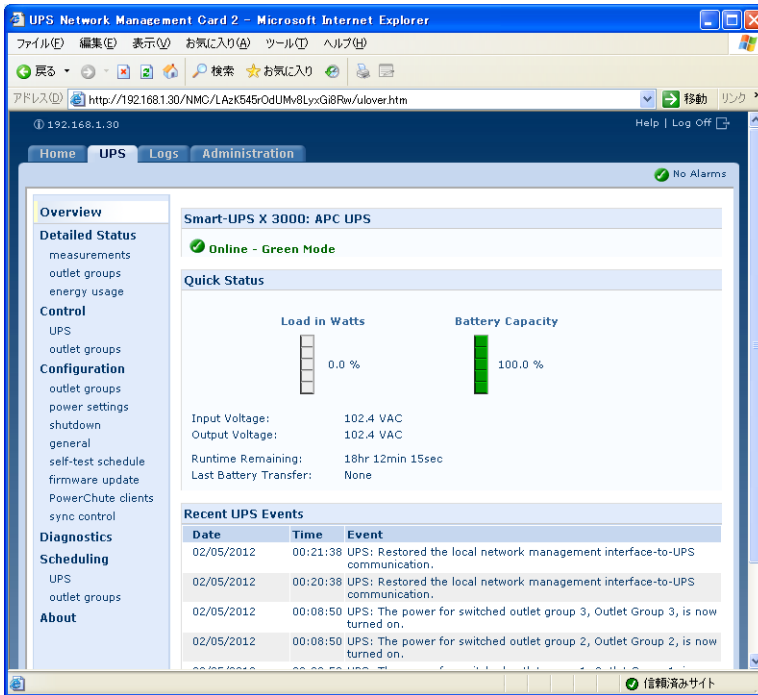 UPS Network Management Card 2 - Microsoft Internet Explorer
ファイル(F) 編集(E) 表示(V) お気に入り(A) ツール(T) ヘルプ(H)
戻る 検索 お気に入り
アドレス(D) http://192.168.1.30/NMC/LAzK545rOdUMv8LyxGi8Rw/ulover.htm 移動 リンク
192.168.1.30 Help | Log Off
Home UPS Logs Administration
No Alarms
Overview
Detailed Status
measurements
outlet groups
energy usage
Control
UPS
outlet groups
Configuration
outlet groups
power settings
shutdown
general
self-test schedule
firmware update
PowerChute clients
sync control
Diagnostics
Scheduling
UPS
outlet groups
About
Smart-UPS X 3000: APC UPS
Online - Green Mode
Quick Status
Load in Watts Battery Capacity
0.0 % 100.0 %
Input Voltage: 102.4 VAC
Output Voltage: 102.4 VAC
Runtime Remaining: 18hr 12min 15sec
Last Battery Transfer: None
Recent UPS Events
Date Time Event
02/05/2012 00:21:38 UPS: Restored the local network management interface-to-UPS
communication.
02/05/2012 00:20:38 UPS: Restored the local network management interface-to-UPS
communication.
02/05/2012 00:08:50 UPS: The power for switched outlet group 3, Outlet Group 3, is now
turned on.
02/05/2012 00:08:50 UPS: The power for switched outlet group 2, Outlet Group 2, is now
turned on.
信頼済みサイト